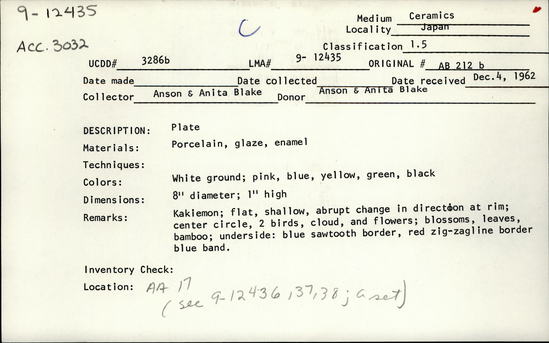 9-12435
Medium Ceramics
Locality Japan
ACC. 3032
C
Classification 1.5
UCDD# 3286b LMA# 9- 12435 ORIGINAL # AB 212 b
Date made Date collected Date received Dec.4, 1962
Collector Anson & Anita Blake Donor Anson & Anita Blake
DESCRIPTION: Plate
Materials: Porcelain, glaze, enamel
Techniques:
Colors: White ground; pink, blue, yellow, green, black
Dimensions: 8" diameter; 1" high
Remarks: Kakiemon; flat, shallow, abrupt change in direction at rim;
center circle, 2 birds, cloud, and flowers; blossoms, leaves,
bamboo; underside: blue sawtooth border, red zig-zagline border
blue band.
Inventory Check:
Location: AA 17
(see 9-12436, 137, 38; a set)